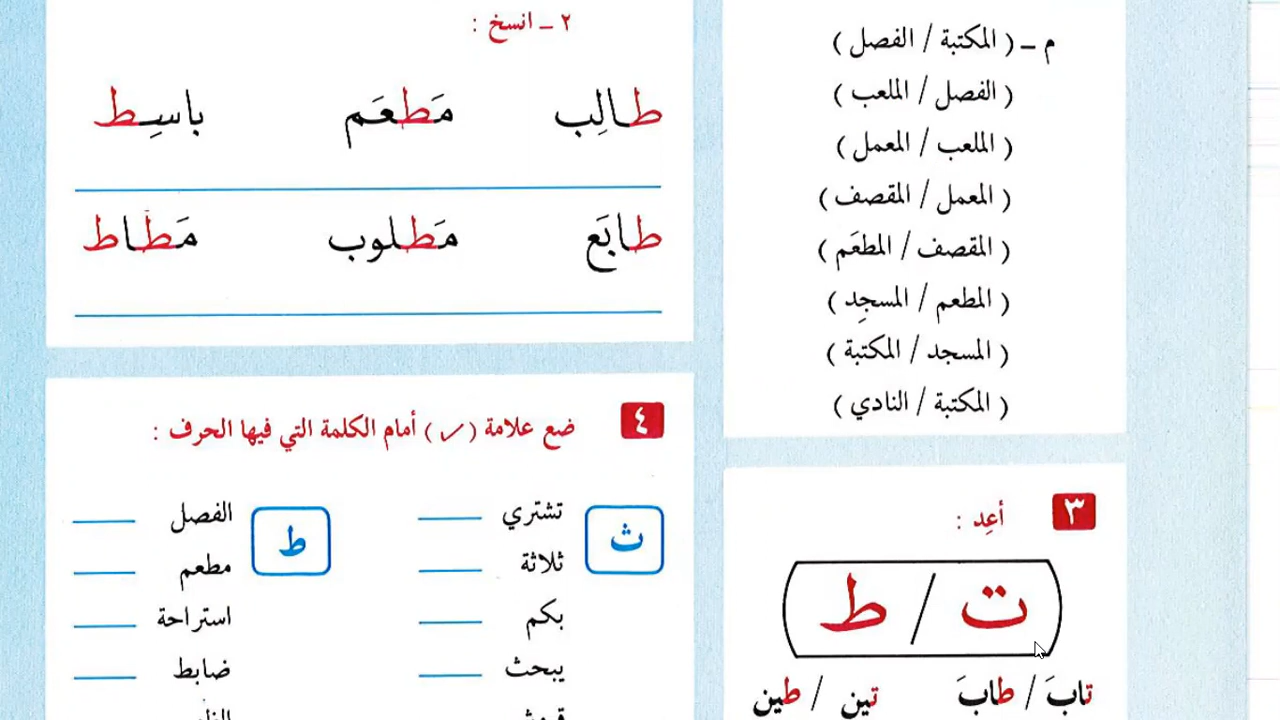 م ـ ( المكتبة / الفصل )
( الفصل / الملعب )
( الملعب / المعمل )
( المعمل / المقصف )
( المقصف / المطعَم )
( المطعم / المسجِد )
( المسجد / المكتبة )
( المكتبة / النادي )
٣ أعِد :
ت / ط
تابَ / طابَ تين / طين
٢ ـ انسخ :
طالِب مَطعَم باسِط
طابَع مَطلوب مَطّاط
٤ ضع علامة ( ✓ ) أمام الكلمة التي فيها الحرف :
ث
تشتري
ثلاثة
بكم
يبحث
ط
الفصل
مطعم
استراحة
ضابط